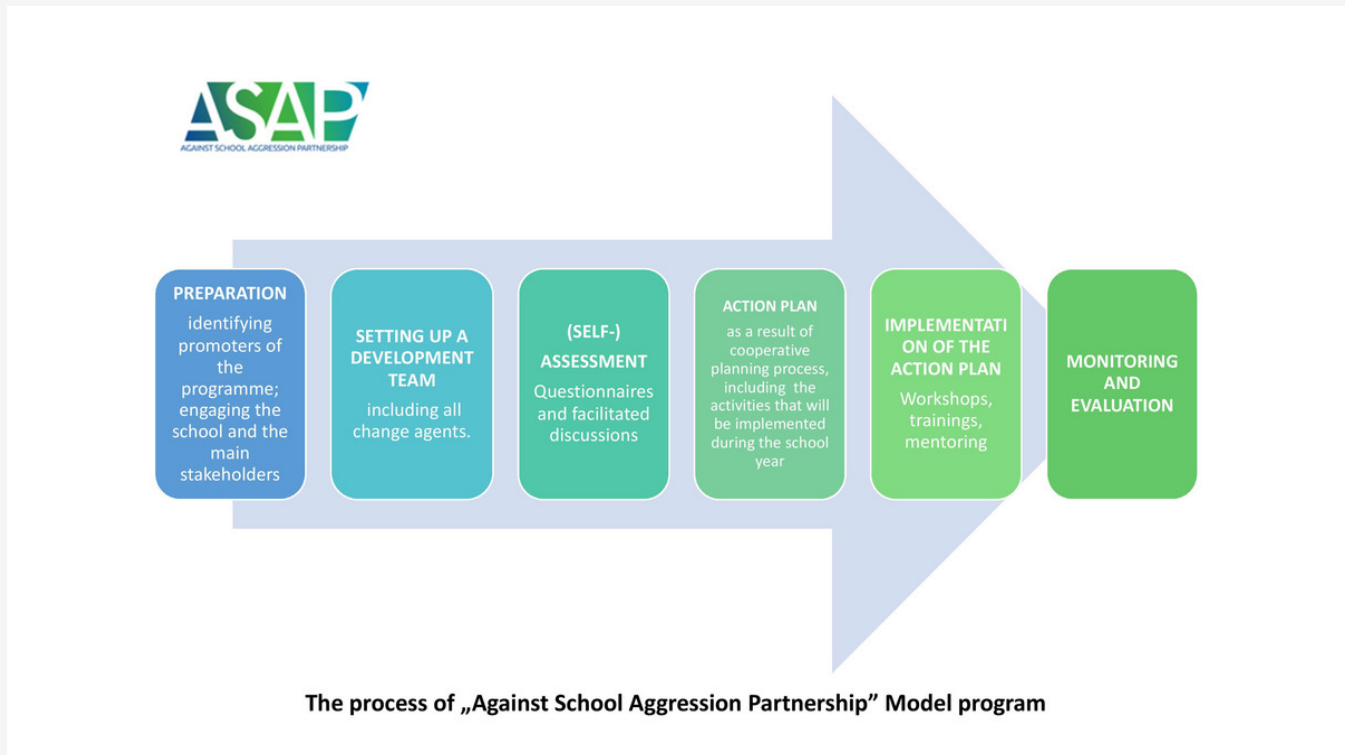 ASAP
AGAINST SCHOOL AGGRESSION PARTNERSHIP
PREPARATION
identifying
promoters of
the
programme;
engaging the
school and the
main
stakeholders
SETTING UP A
DEVELOPMENT
TEAM
including all
change agents.
(SELF-)
ASSESSMENT
Questionnaires
and facilitated
discussions
ACTION PLAN
as a result of
cooperative
planning process,
including the
activities that will
be implemented
during the school
year
IMPLEMENTATI
ON OF THE
ACTION PLAN
Workshops,
trainings,
mentoring
MONITORING
AND
EVALUATION
The process of „Against School Aggression Partnership” Model program